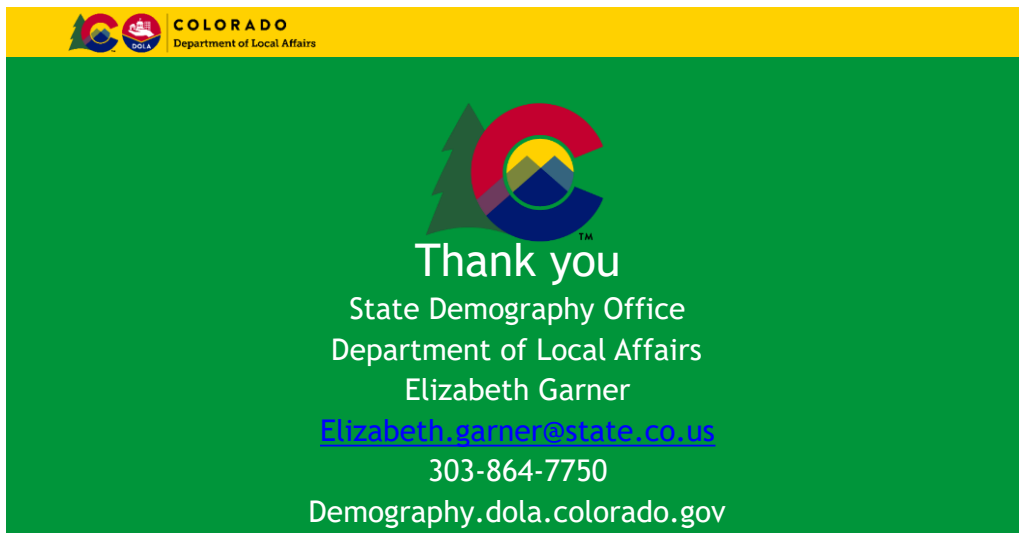 COLORADO
Department of Local Affairs
DOLA
TM
Thank you
State Demography Office
Department of Local Affairs
Elizabeth Garner
Elizabeth.garner@state.co.us
303-864-7750
Demography.dola.colorado.gov